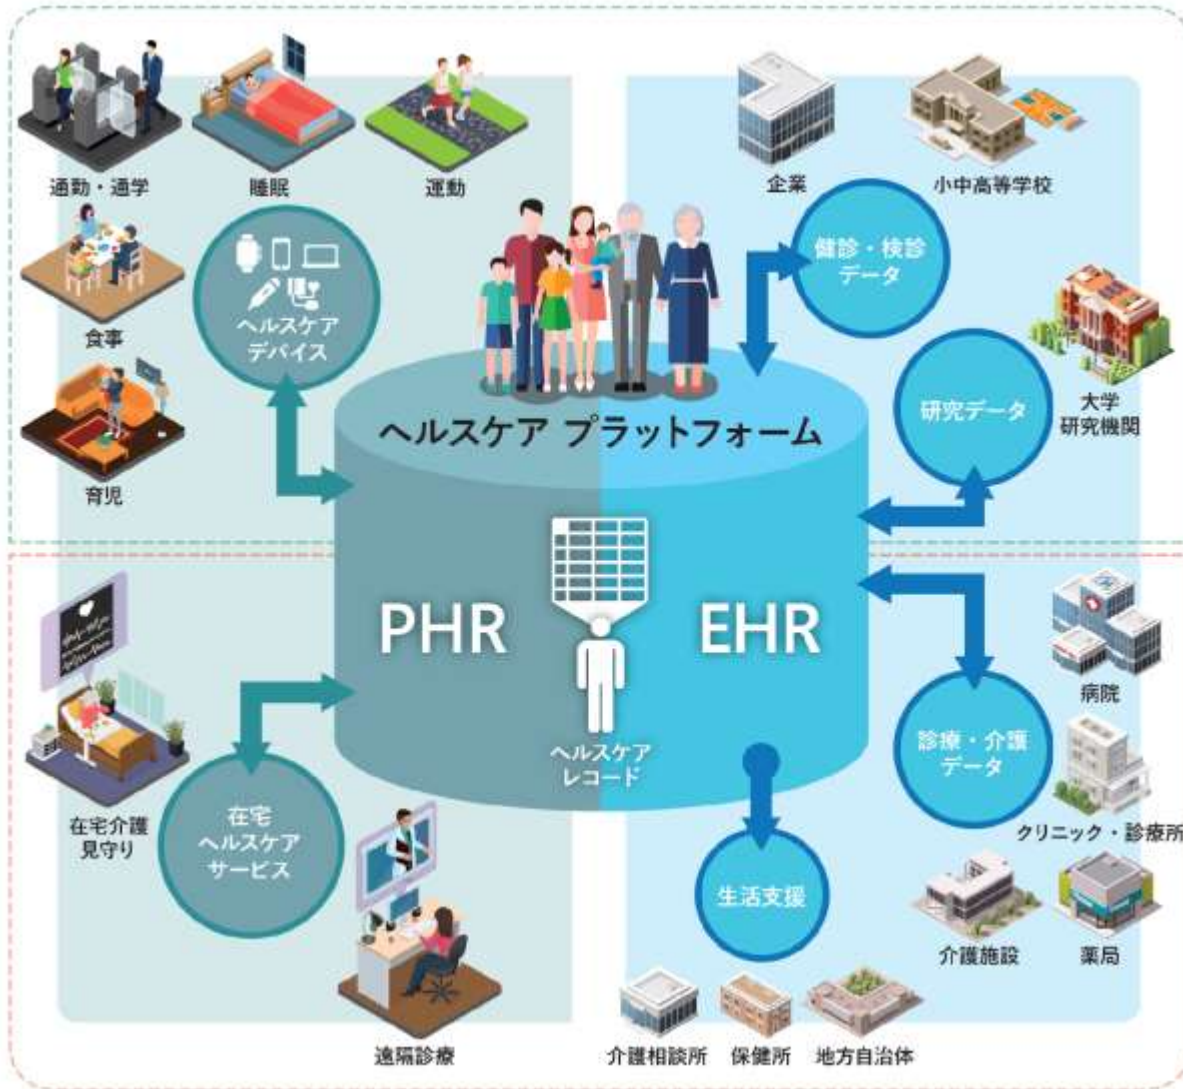 通勤・通学
睡眠
運動
企業
小中高等学校
食事
育児
ヘルスケア
デバイス
健診・検診
データ
研究データ
大学
研究機関
ヘルスケア プラットフォーム
PHR
EHR
ヘルスケア
レコード
在宅介護
見守り
在宅
ヘルスケア
サービス
遠隔診療
病院
診療・介護
データ
クリニック・診療所
生活支援
介護施設
薬局
介護相談所
保健所
地方自治体